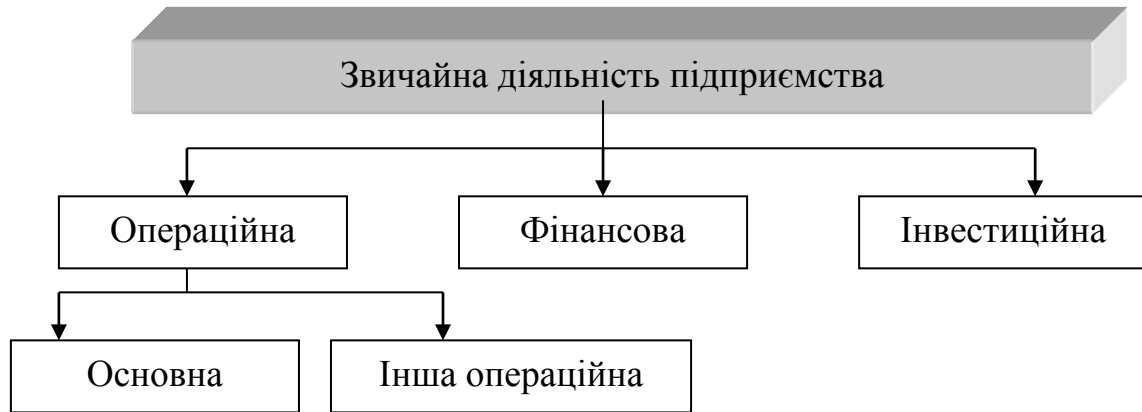 Звичайна діяльність підприємства
Операційна
Фінансова
Інвестиційна
Основна
Інша операційна